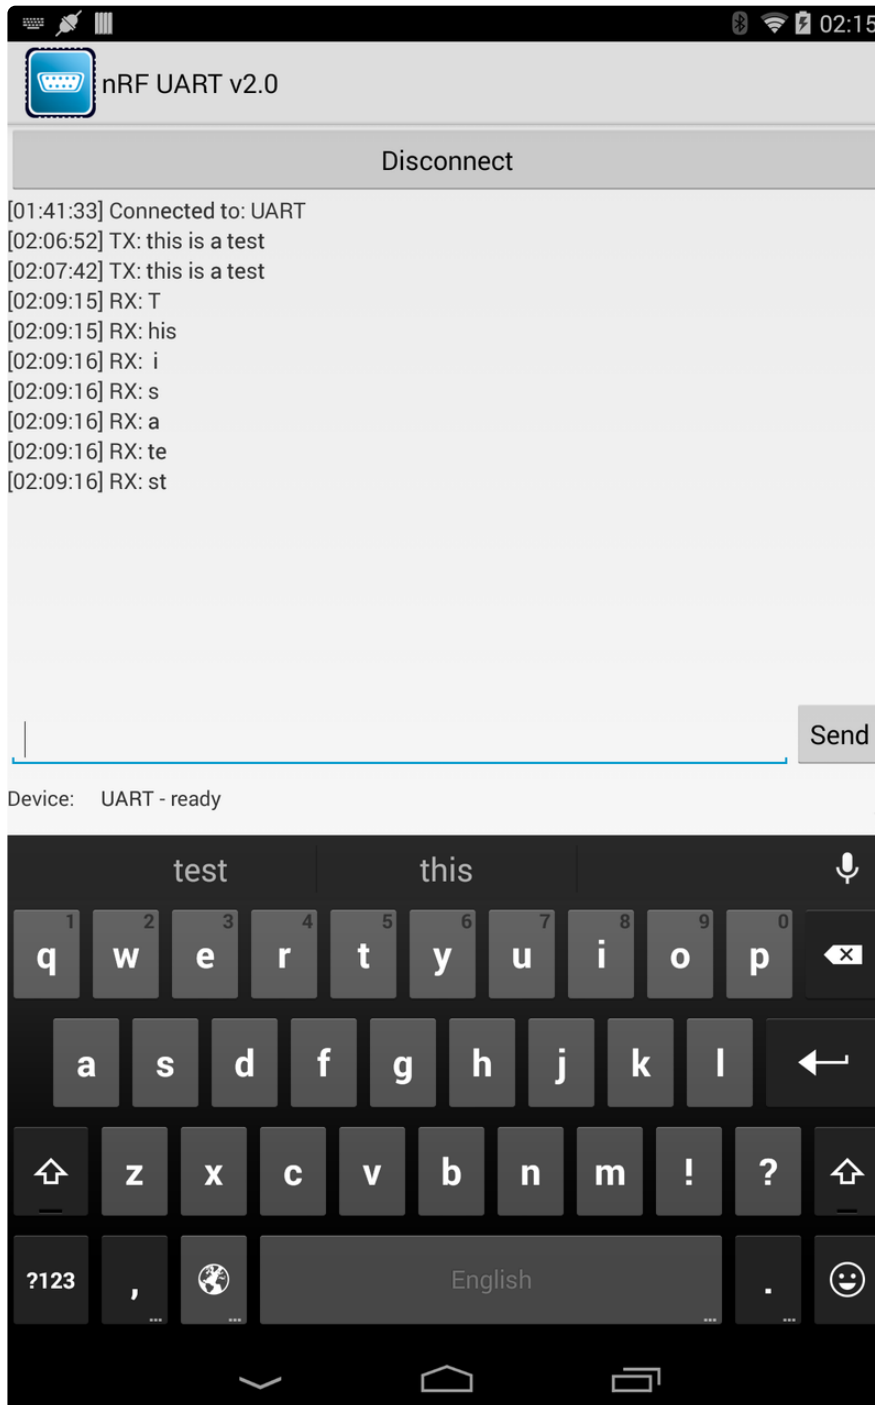 02:15
nRF UART v2.0
Disconnect
[01:41:33] Connected to: UART
[02:06:52] TX: this is a test
[02:07:42] TX: this is a test
[02:09:15] RX: T
[02:09:15] RX: his
[02:09:16] RX:  i
[02:09:16] RX: s
[02:09:16] RX: a
[02:09:16] RX: te
[02:09:16] RX: st
Send
Device: UART - ready
test this
1 2 3 4 5 6 7 8 9 0
q w e r t y u i o p
a s d f g h j k l
z x c v b n m ! ?
?123 , English .